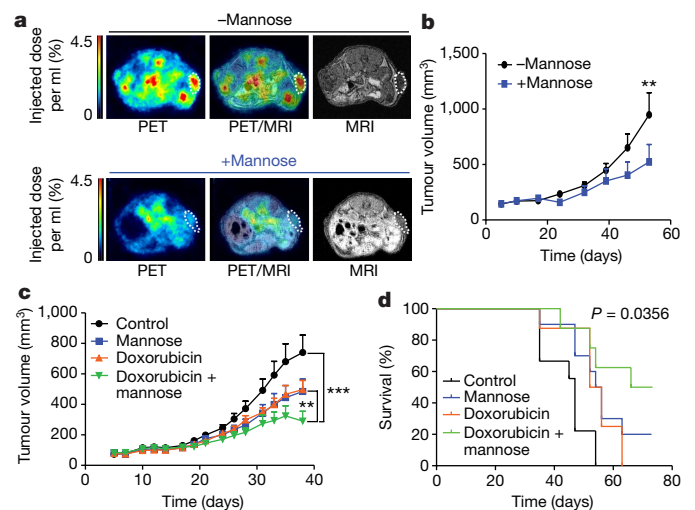 a
–Mannose
4.5
0
Injected dose
per ml (%)
PET
PET/MRI
MRI
+Mannose
4.5
0
Injected dose
per ml (%)
PET
PET/MRI
MRI
b
1,500
1,000
500
0
Tumour volume (mm³)
–Mannose
+Mannose
**
0
20
40
60
Time (days)
c
1,000
800
600
400
200
0
Tumour volume (mm³)
Control
Mannose
Doxorubicin
Doxorubicin +
mannose
***
**
0
10
20
30
40
Time (days)
d
100
80
60
40
20
0
Survival (%)
P = 0.0356
Control
Mannose
Doxorubicin
Doxorubicin +
mannose
0
20
40
60
80
Time (days)